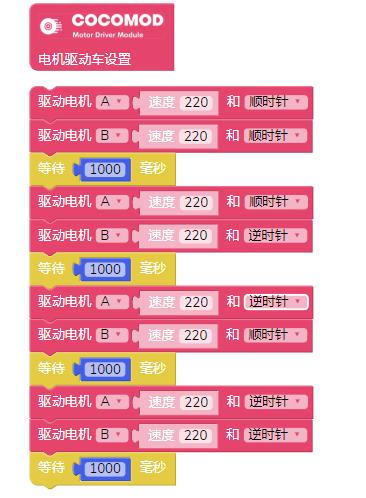 COCOMOD
Motor Driver Module
电机驱动车设置
驱动电机 A 速度 220 和 顺时针
驱动电机 B 速度 220 和 顺时针
等待 1000 毫秒
驱动电机 A 速度 220 和 顺时针
驱动电机 B 速度 220 和 逆时针
等待 1000 毫秒
驱动电机 A 速度 220 和 逆时针
驱动电机 B 速度 220 和 顺时针
等待 1000 毫秒
驱动电机 A 速度 220 和 逆时针
驱动电机 B 速度 220 和 逆时针
等待 1000 毫秒